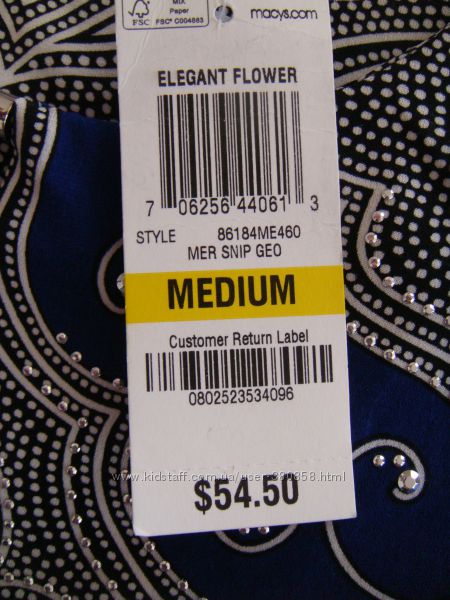 MIX
Paper
FSC
FSC® C004883
macys.com
ELEGANT FLOWER
7 06256 44061 3
STYLE 86184ME460
MER SNIP GEO
MEDIUM
Customer Return Label
0802523534096
$54.50